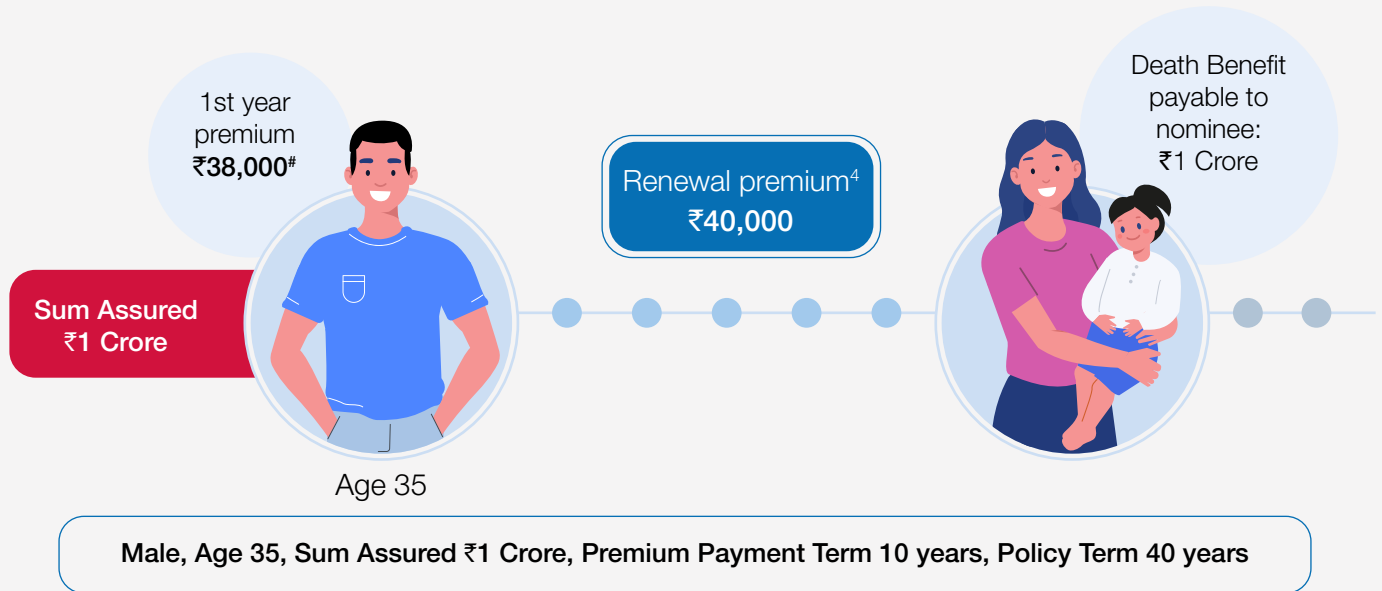 1st year
premium
₹38,000#
Sum Assured
₹1 Crore
Age 35
Renewal premium4
₹40,000
Death Benefit
payable to
nominee:
₹1 Crore
Male, Age 35, Sum Assured ₹1 Crore, Premium Payment Term 10 years, Policy Term 40 years